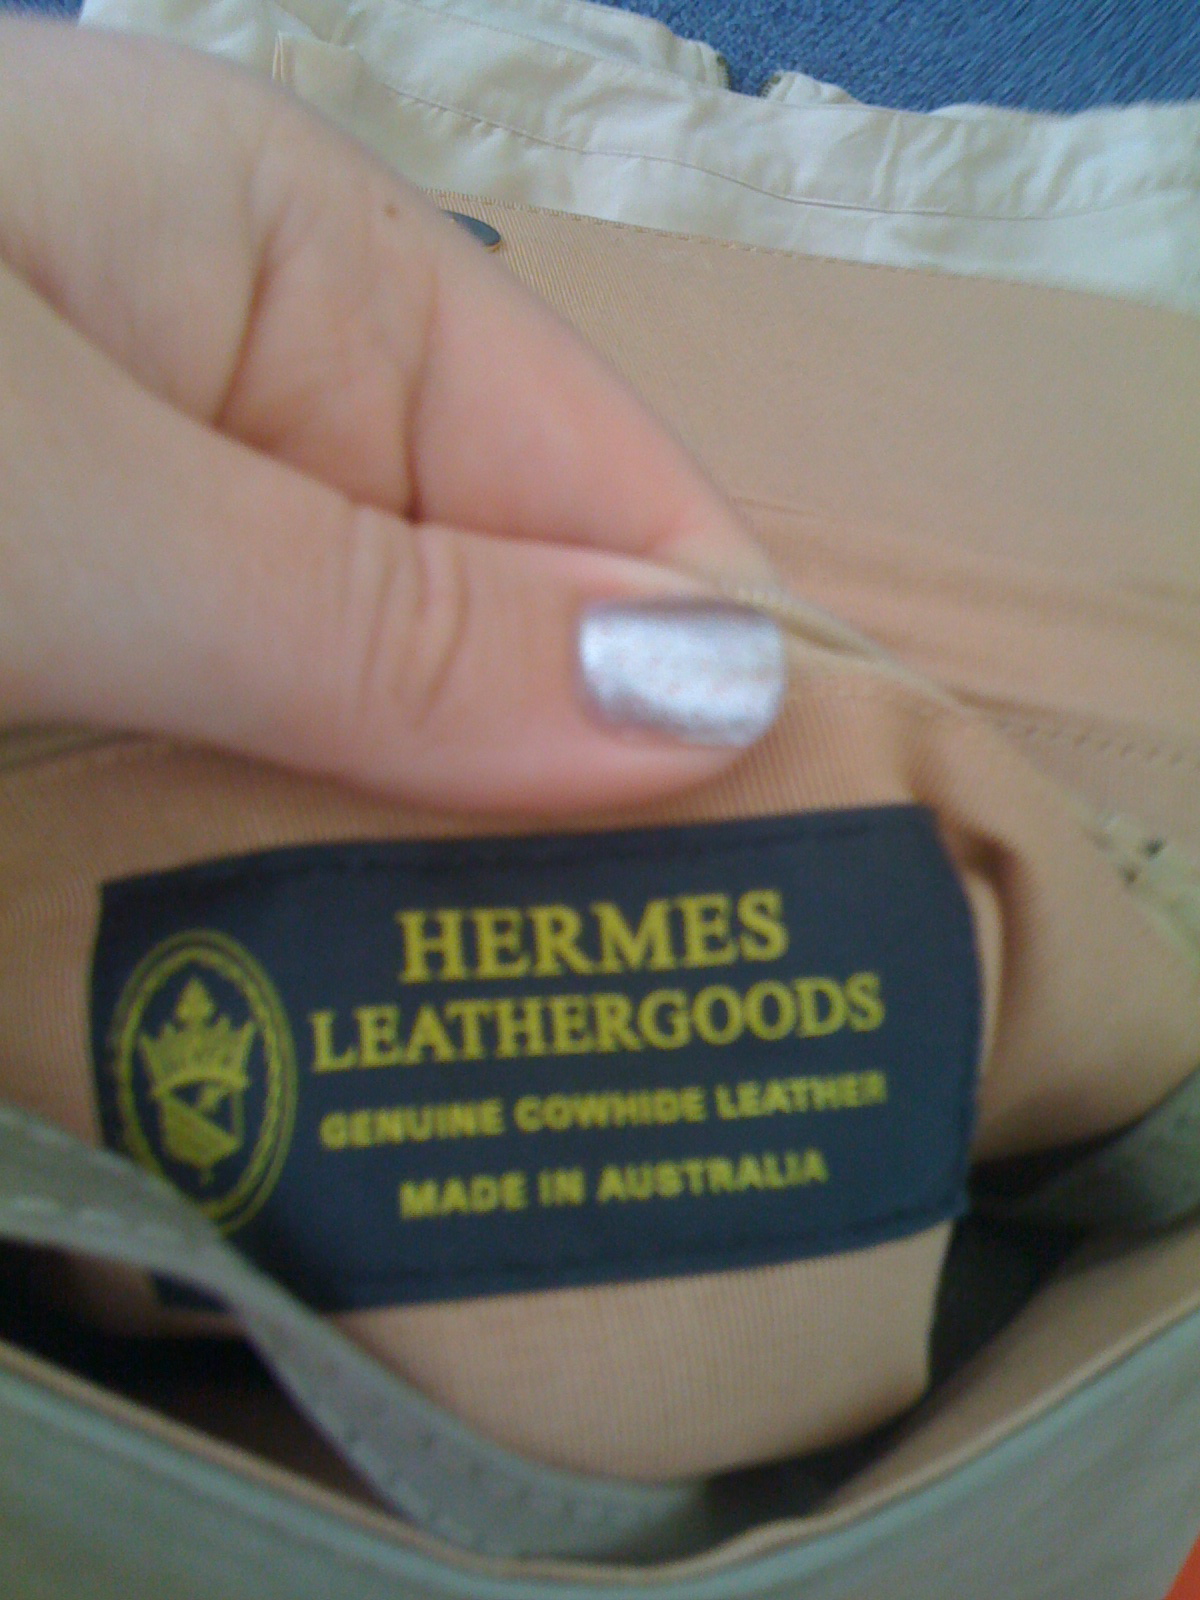 HERMES
LEATHERGOODS
GENUINE COWHIDE LEATHER
MADE IN AUSTRALIA